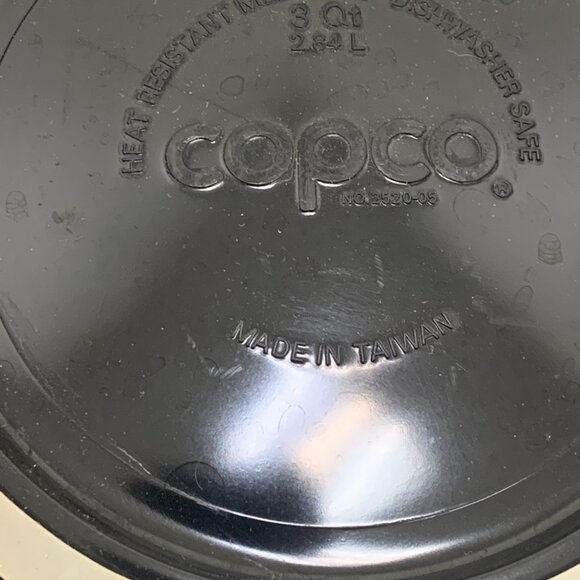 3 Qt
2.84 L
HEAT RESISTANT DISHWASHER SAFE
copco®
NO.2520-05
MADE IN TAIWAN